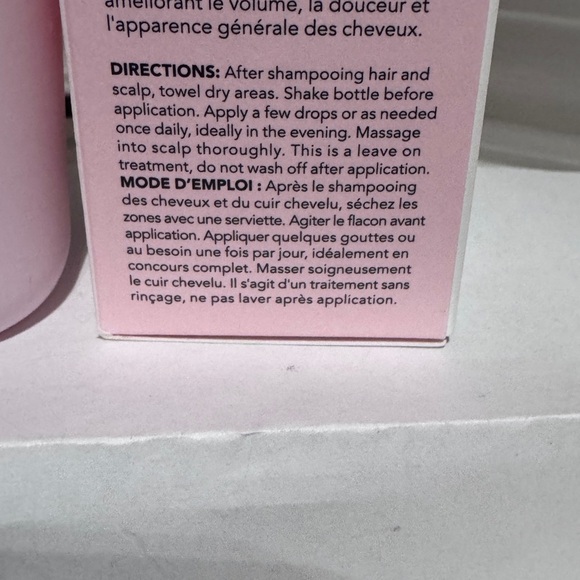 améliorant le volume, la douceur et
l'apparence générale des cheveux.
DIRECTIONS: After shampooing hair and
scalp, towel dry areas. Shake bottle before
application. Apply a few drops or as needed
once daily, ideally in the evening. Massage
into scalp thoroughly. This is a leave on
treatment, do not wash off after application.
MODE D'EMPLOI : Après le shampooing
des cheveux et du cuir chevelu, séchez les
zones avec une serviette. Agiter le flacon avant
application. Appliquer quelques gouttes ou
au besoin une fois par jour, idéalement en
concours complet. Masser soigneusement
le cuir chevelu. Il s'agit d'un traitement sans
rinçage, ne pas laver après application.